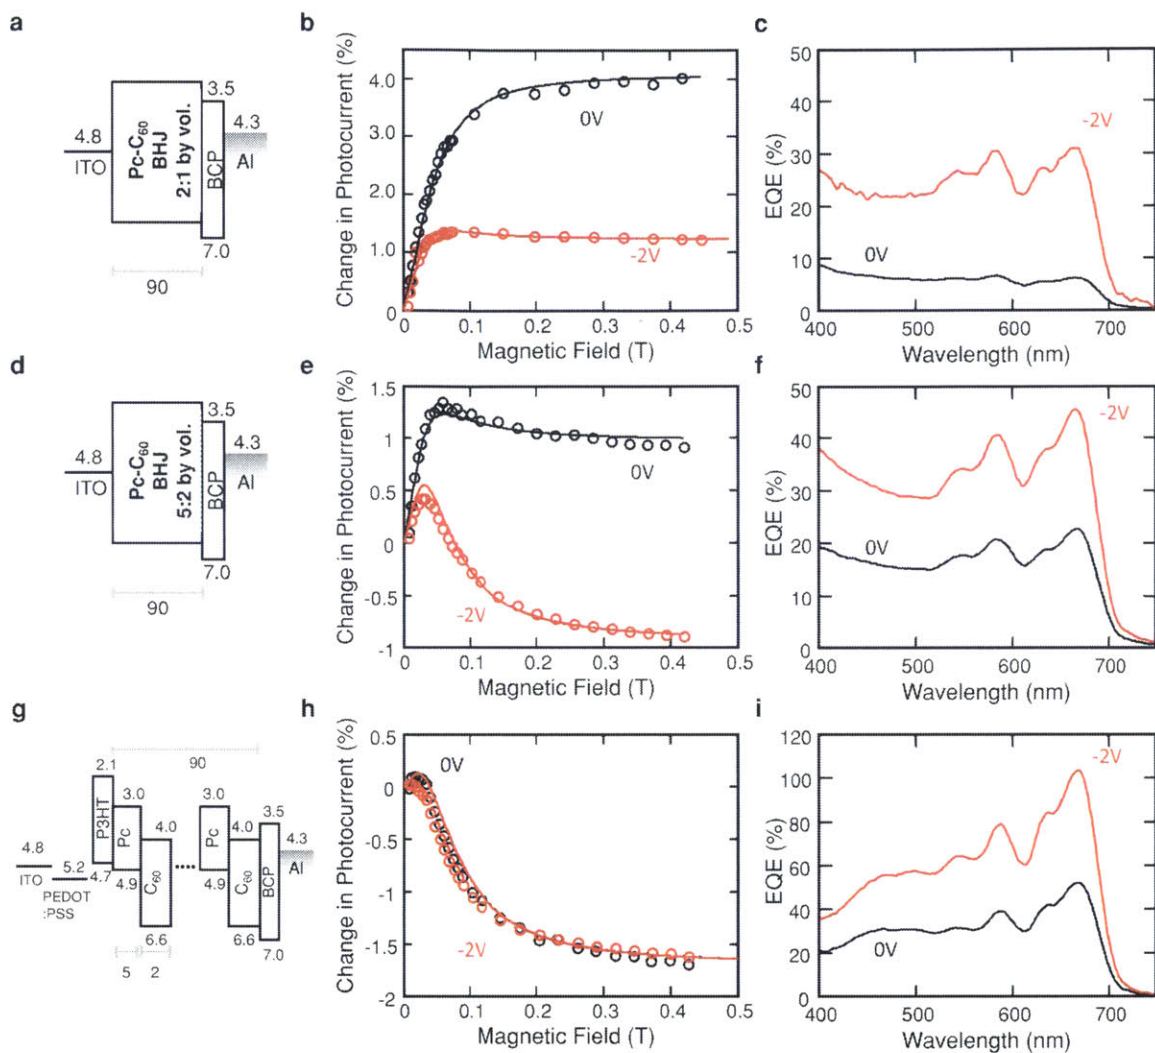 a
3.5
4.8
4.3
ITO
Pc-C60
BHJ
2:1 by vol.
BCP
Al
7.0
90
b
Change in Photocurrent (%)
4.0
3.0
2.0
1.0
0
0V
-2V
0 0.1 0.2 0.3 0.4 0.5
Magnetic Field (T)
c
EQE (%)
50
40
30
20
10
0
-2V
0V
400 500 600 700
Wavelength (nm)
d
3.5
4.8
4.3
ITO
Pc-C60
BHJ
5:2 by vol.
BCP
Al
7.0
90
e
Change in Photocurrent (%)
1.5
1
0.5
0
-0.5
-1
0V
-2V
0 0.1 0.2 0.3 0.4 0.5
Magnetic Field (T)
f
EQE (%)
50
40
30
20
10
0
-2V
0V
400 500 600 700
Wavelength (nm)
g
90
2.1
3.0
4.0
3.0
4.0
3.5
4.3
4.8
ITO
5.2
PEDOT
:PSS
P3HT
4.7
Pc
4.9
C60
6.6
Pc
4.9
C60
6.6
BCP
7.0
Al
5 2
h
Change in Photocurrent (%)
0.5
0
-0.5
-1
-1.5
-2
0V
-2V
0 0.1 0.2 0.3 0.4 0.5
Magnetic Field (T)
i
EQE (%)
120
100
80
60
40
20
0
-2V
0V
400 500 600 700
Wavelength (nm)